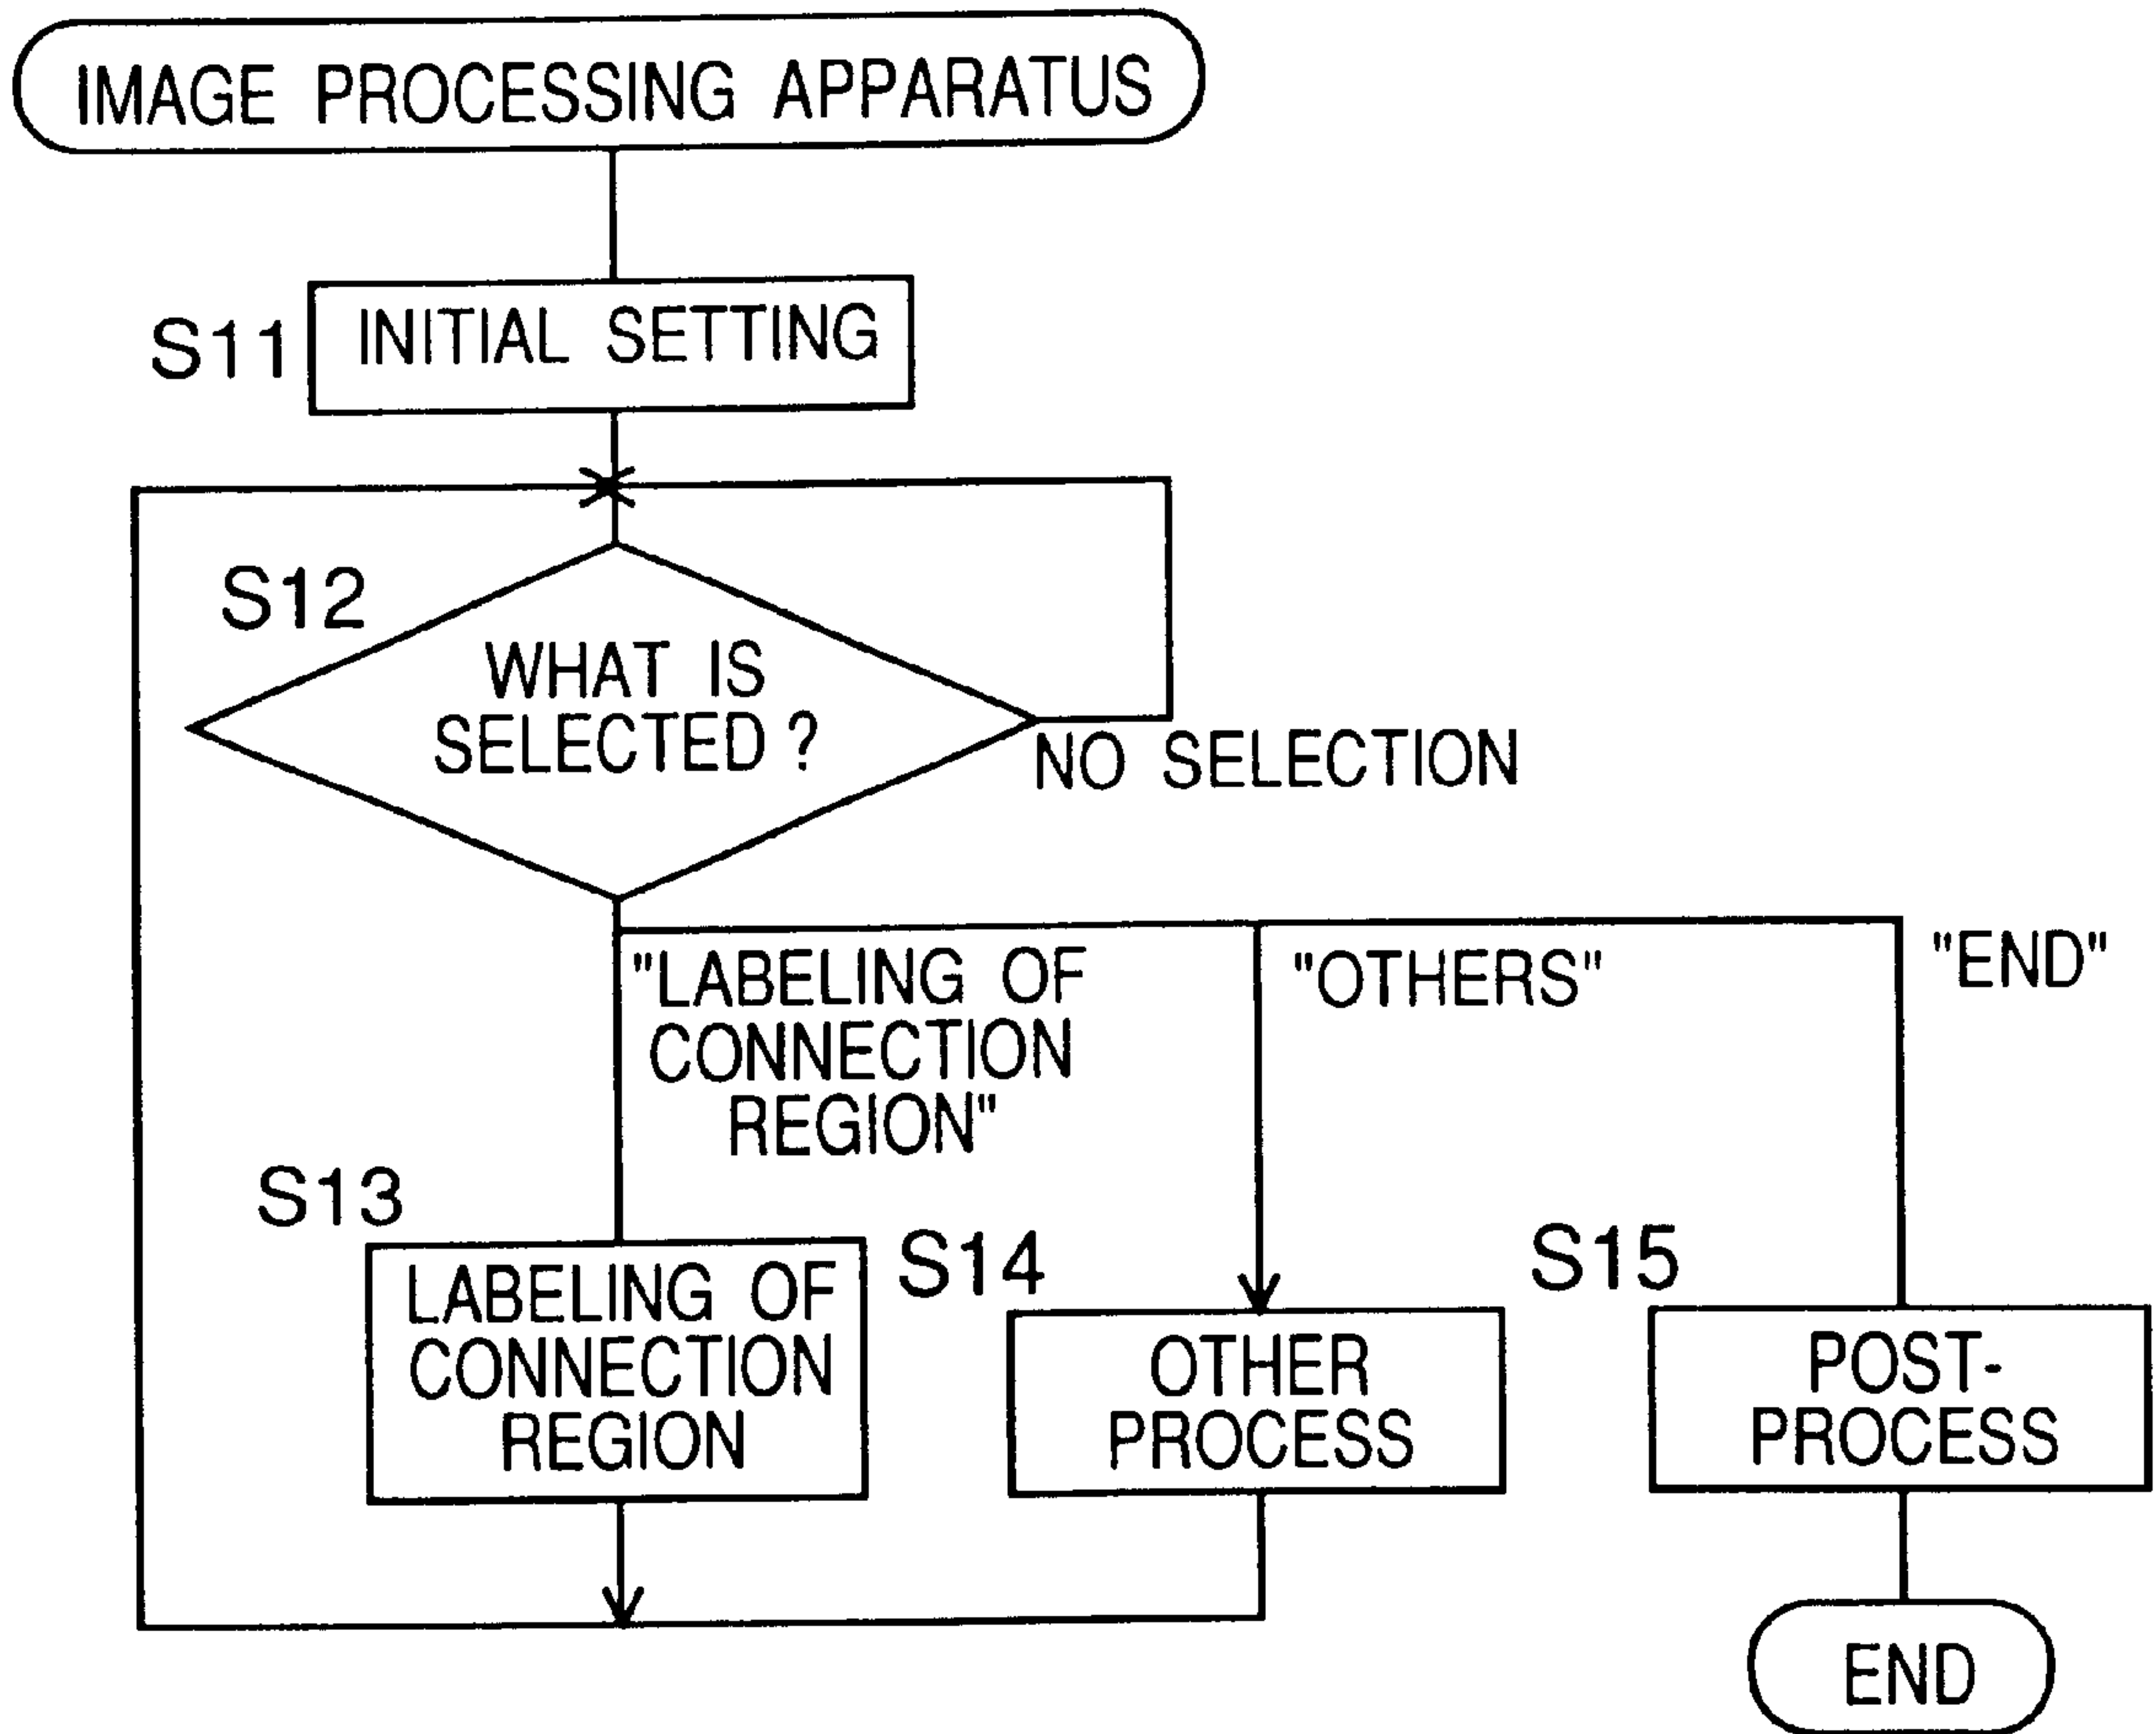 IMAGE PROCESSING APPARATUS
S11
INITIAL SETTING
S12
WHAT IS
SELECTED ?
NO SELECTION
"LABELING OF
CONNECTION
REGION"
"OTHERS"
"END"
S13
LABELING OF
CONNECTION
REGION
S14
OTHER
PROCESS
S15
POST-
PROCESS
END